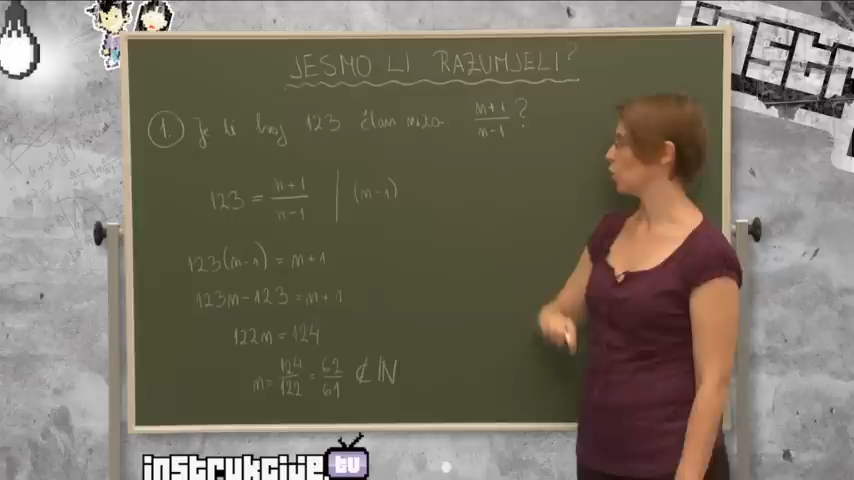 JESMO LI RAZUMJELI?
1. Je li broj 123 član niza (n+1)/(n-1)?
123 = (n+1)/(n-1) | (n-1)
123(n-1) = n+1
123n-123 = n+1
122n = 124
n = 124/122 = 62/61 ∉ ℕ
instrukcije.tv